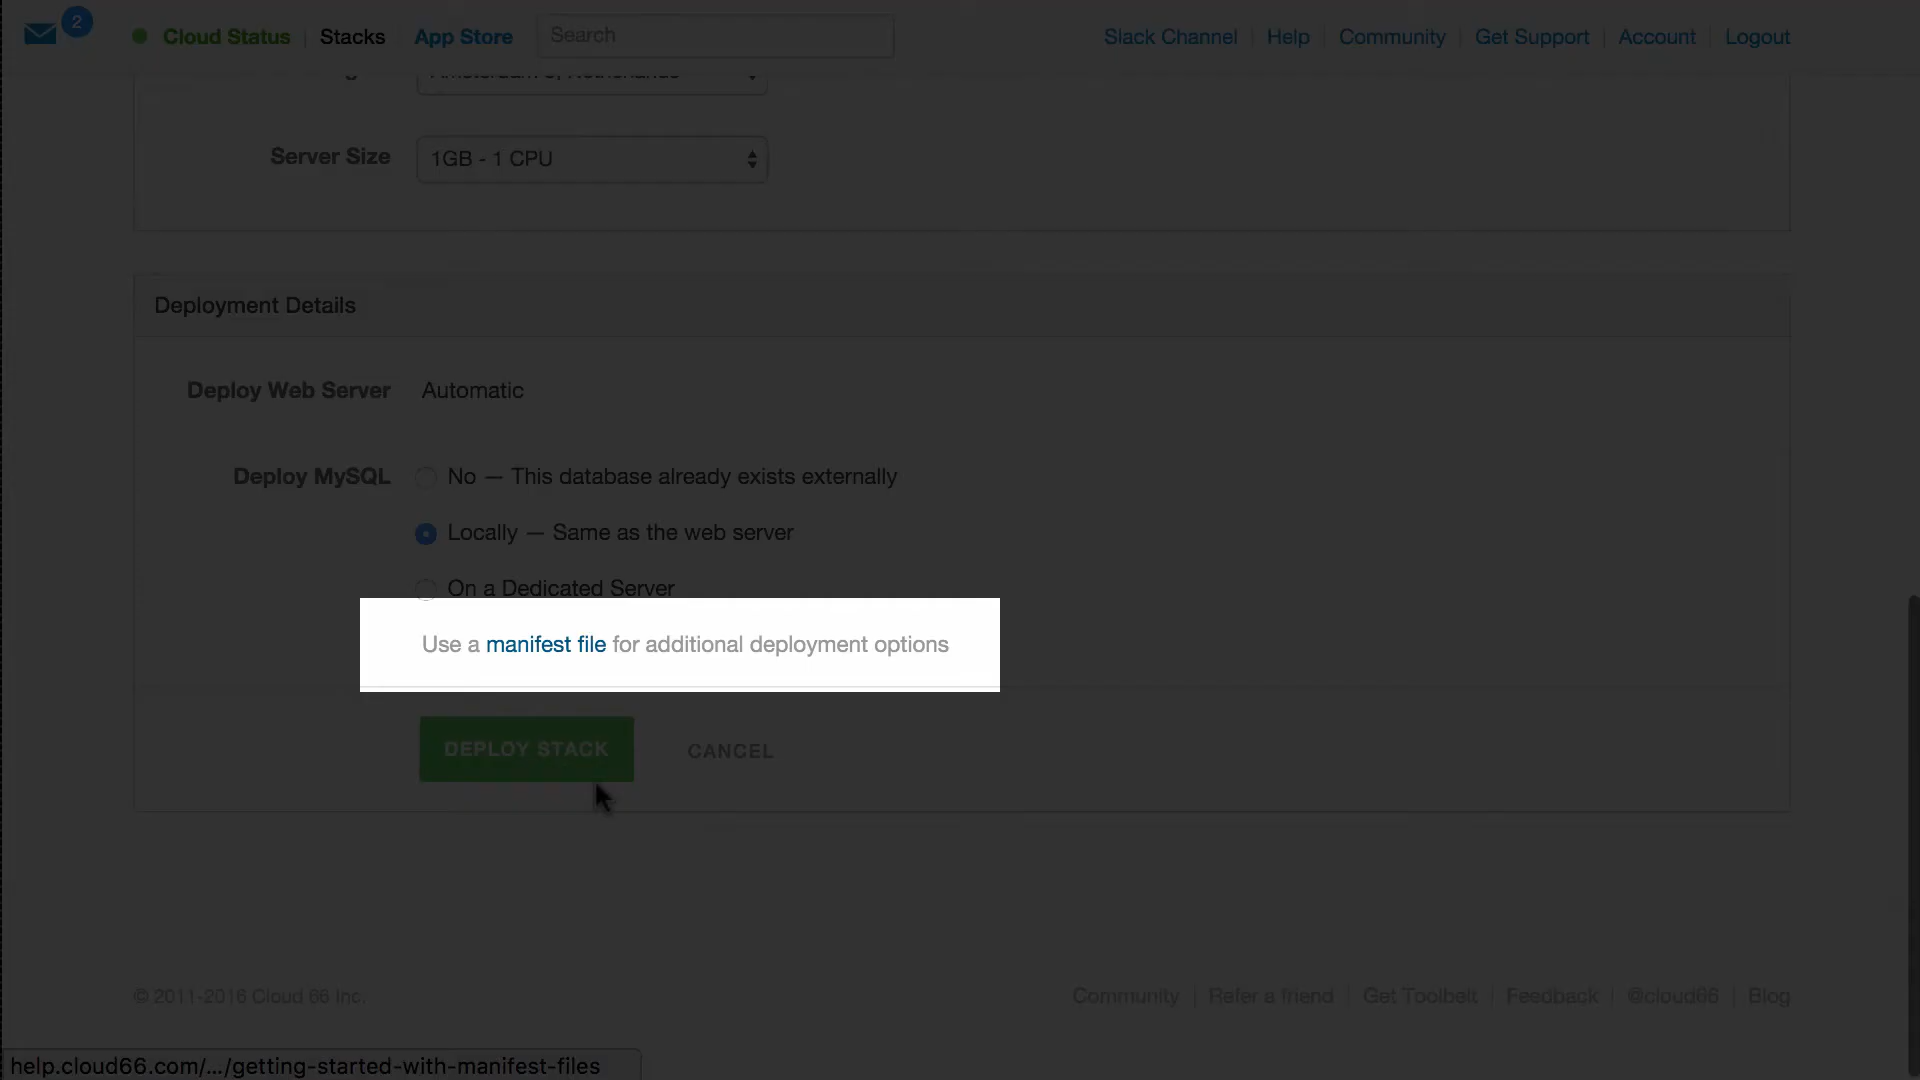 2
Cloud Status
Stacks
App Store
Search
Slack Channel
Help
Community
Get Support
Account
Logout
Server Size
1GB - 1 CPU
Deployment Details
Deploy Web Server
Automatic
Deploy MySQL
No — This database already exists externally
Locally — Same as the web server
On a Dedicated Server
Use a manifest file for additional deployment options
DEPLOY STACK
CANCEL
© 2011-2016 Cloud 66 Inc.
Community
Refer a friend
Get Toolbelt
Feedback
@cloud66
Blog
help.cloud66.com/.../getting-started-with-manifest-files